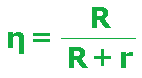 η = R / (R + r)